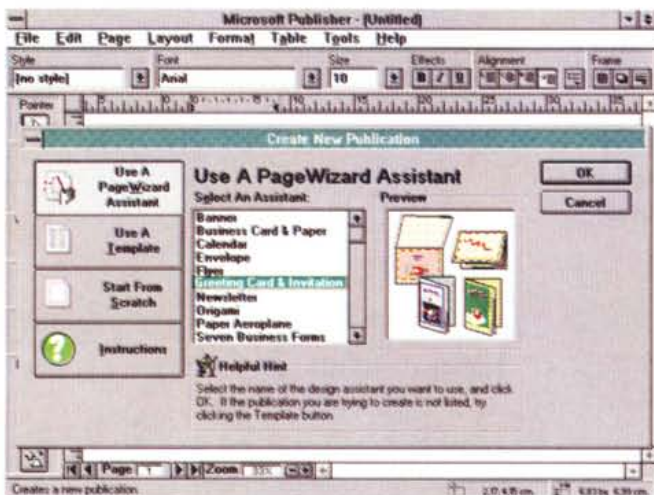 Microsoft Publisher - [Untitled]
File Edit Page Layout Format Table Tools Help
Style Font Size Effects Alignment Frame
[no style] Arial 10 B I U
Pointer
Create New Publication
Use A PageWizard Assistant
Use A Template
Start From Scratch
Instructions
Use A PageWizard Assistant
Select An Assistant:
Banner
Business Card & Paper
Calendar
Envelope
Flyer
Greeting Card & Invitation
Newsletter
Origami
Paper Aeroplane
Seven Business Forms
Preview
OK
Cancel
Helpful Hint
Select the name of the design assistant you want to use, and click
OK. If the publication you are trying to create is not listed, try
clicking the Template button.
Page 1 Zoom 33%
Creates a new publication.